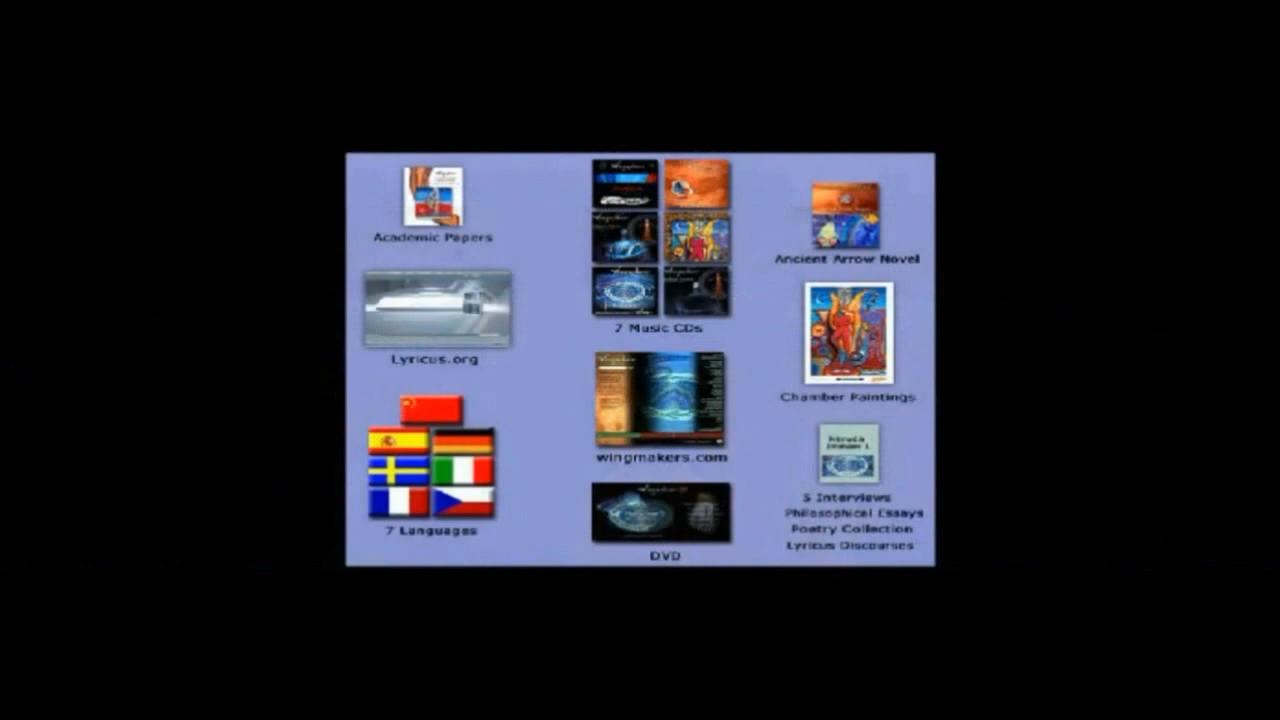 Academic Papers
Lyricus.org
7 Languages
7 Music CDs
wingmakers.com
DVD
Ancient Arrow Novel
Chamber Paintings
5 Interviews
Philosophical Essays
Poetry Collection
Lyricus Discourses